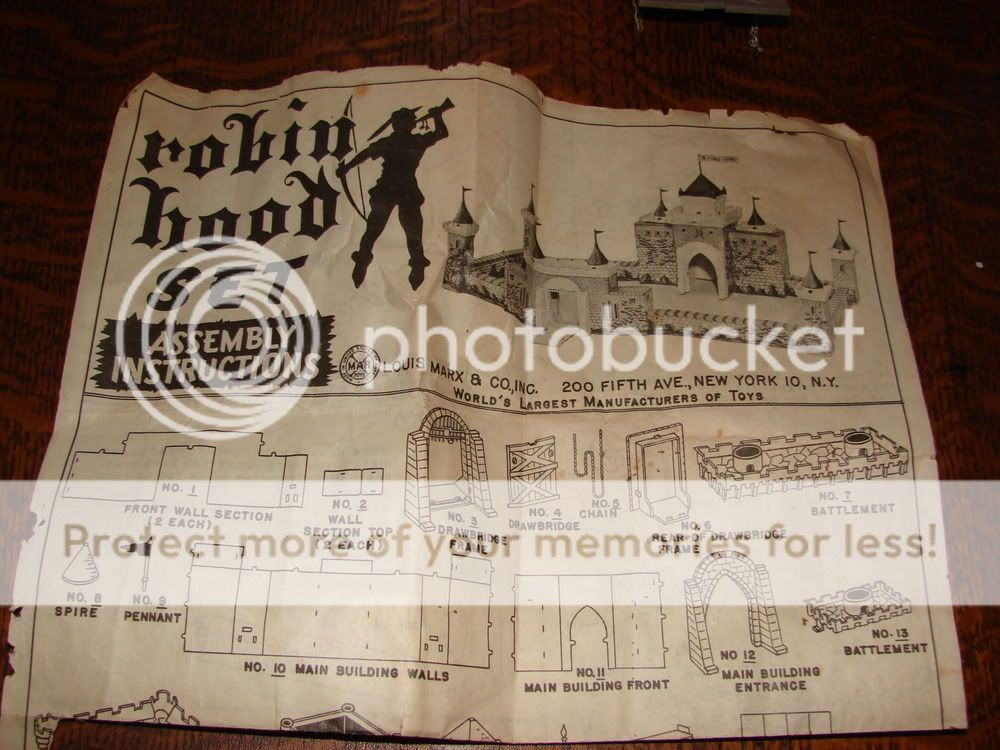 robin
hood
SET
ASSEMBLY
INSTRUCTIONS
MAR
LOUIS MARX & CO., INC. 200 FIFTH AVE., NEW YORK 10, N.Y.
WORLD'S LARGEST MANUFACTURERS OF TOYS
photobucket
NO. 1
FRONT WALL SECTION
(2 EACH)
NO. 2
WALL
SECTION TOP
(2 EACH)
NO. 3
DRAWBRIDGE
FRAME
NO. 4
DRAWBRIDGE
NO. 5
CHAIN
NO. 6
REAR OF DRAWBRIDGE
FRAME
NO. 7
BATTLEMENT
Protect more of your memories for less!
NO. 8
SPIRE
NO. 9
PENNANT
NO. 10 MAIN BUILDING WALLS
NO. 11
MAIN BUILDING FRONT
NO 12
MAIN BUILDING
ENTRANCE
NO. 13
BATTLEMENT